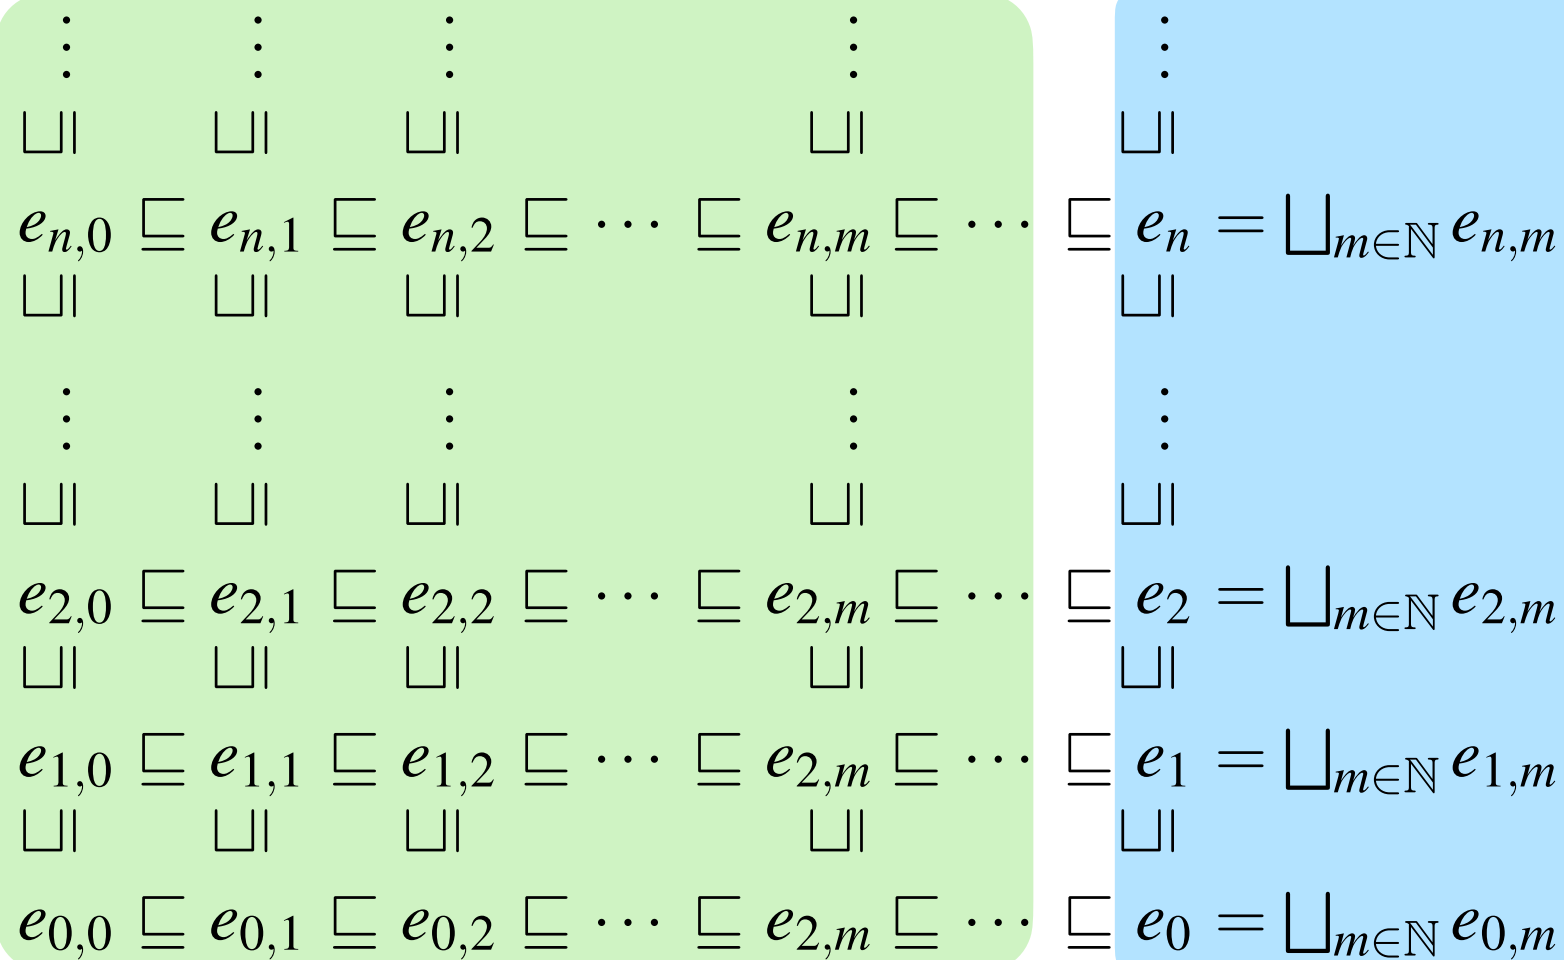 ⋮ ⋮ ⋮ ⋮ ⋮
⊔| ⊔| ⊔| ⊔| ⊔|
e_{n,0} ⊑ e_{n,1} ⊑ e_{n,2} ⊑ ⋯ ⊑ e_{n,m} ⊑ ⋯ ⊑ e_n = ⨆_{m∈ℕ} e_{n,m}
⊔| ⊔| ⊔| ⊔| ⊔|
⋮ ⋮ ⋮ ⋮ ⋮
⊔| ⊔| ⊔| ⊔| ⊔|
e_{2,0} ⊑ e_{2,1} ⊑ e_{2,2} ⊑ ⋯ ⊑ e_{2,m} ⊑ ⋯ ⊑ e_2 = ⨆_{m∈ℕ} e_{2,m}
⊔| ⊔| ⊔| ⊔| ⊔|
e_{1,0} ⊑ e_{1,1} ⊑ e_{1,2} ⊑ ⋯ ⊑ e_{2,m} ⊑ ⋯ ⊑ e_1 = ⨆_{m∈ℕ} e_{1,m}
⊔| ⊔| ⊔| ⊔| ⊔|
e_{0,0} ⊑ e_{0,1} ⊑ e_{0,2} ⊑ ⋯ ⊑ e_{2,m} ⊑ ⋯ ⊑ e_0 = ⨆_{m∈ℕ} e_{0,m}